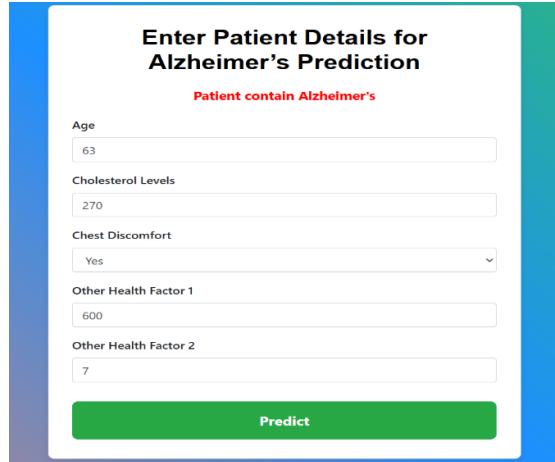 Enter Patient Details for
Alzheimer’s Prediction
Patient contain Alzheimer's
Age
63
Cholesterol Levels
270
Chest Discomfort
Yes
Other Health Factor 1
600
Other Health Factor 2
7
Predict